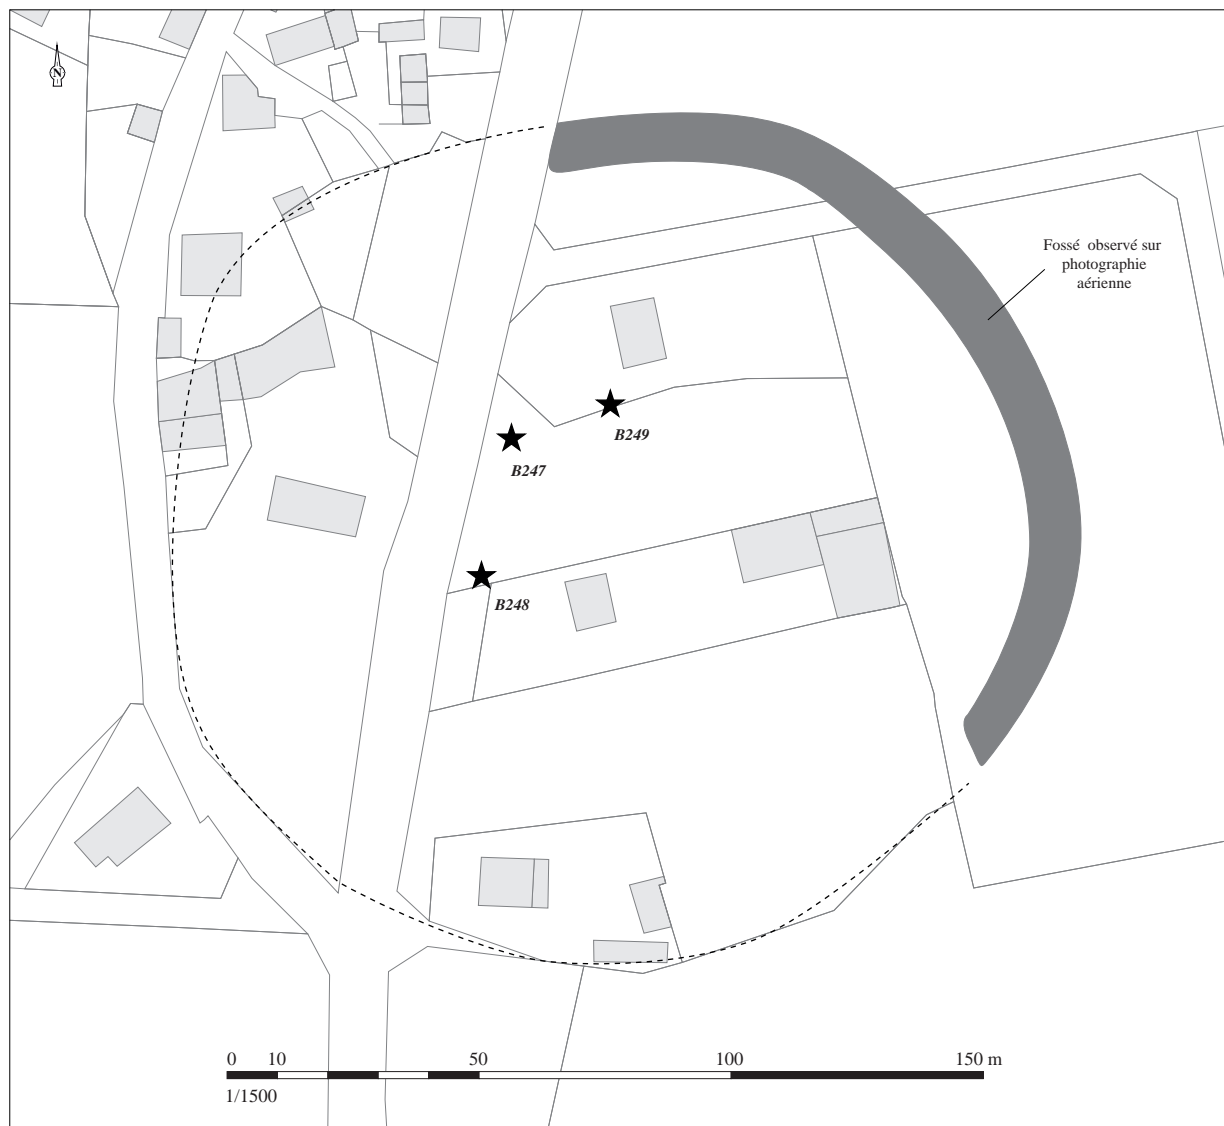 N
Fossé observé sur
photographie
aérienne
B249
B247
B248
0 10 50 100 150 m
1/1500